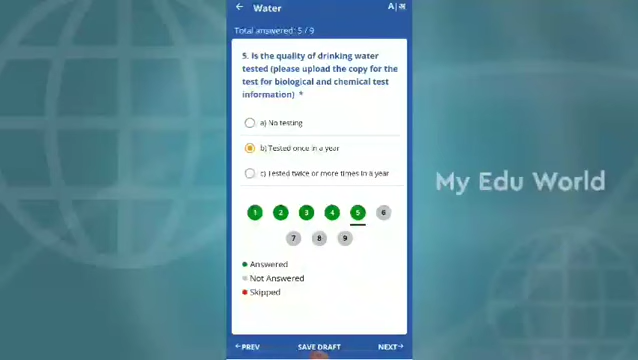 ← Water A|अ
Total answered: 5 / 9
5. Is the quality of drinking water
tested (please upload the copy for the
test for biological and chemical test
information) *
a) No testing
b) Tested once in a year
c) Tested twice or more times in a year
1 2 3 4 5 6
7 8 9
Answered
Not Answered
Skipped
←PREV SAVE DRAFT NEXT→
My Edu World